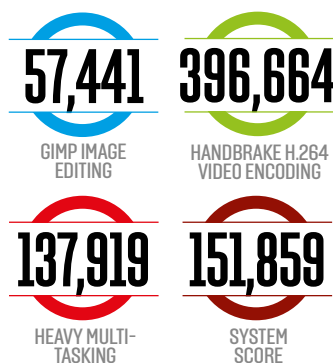 57,441
GIMP IMAGE
EDITING
396,664
HANDBRAKE H.264
VIDEO ENCODING
137,919
HEAVY MULTI-
TASKING
151,859
SYSTEM
SCORE